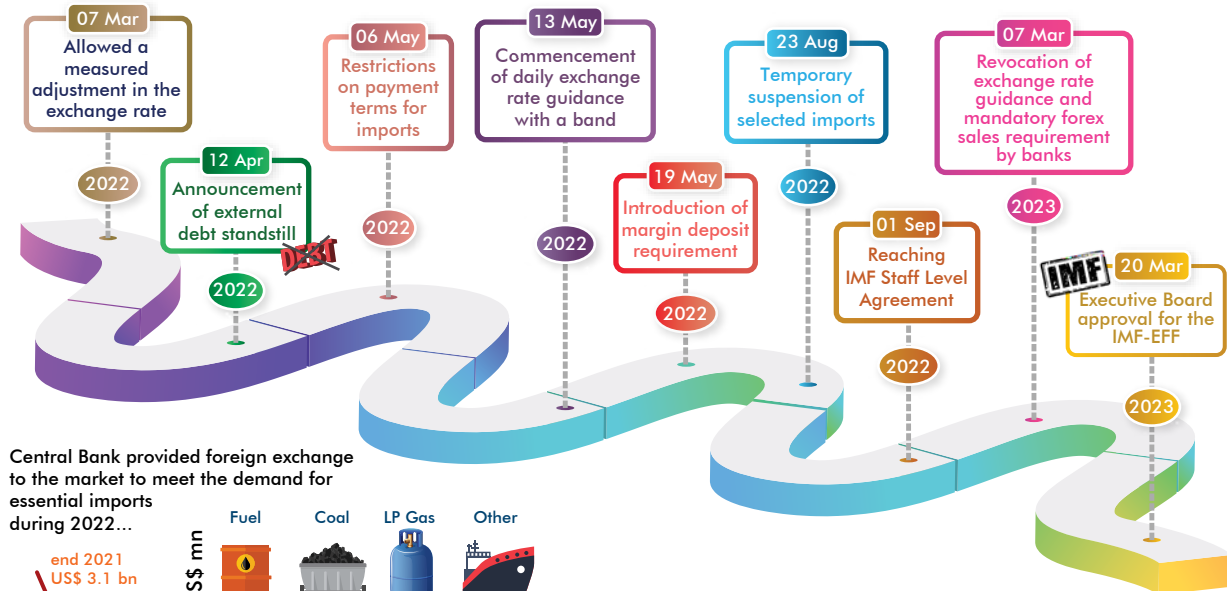 07 Mar
Allowed a
measured
adjustment in the
exchange rate
2022
12 Apr
Announcement
of external
debt standstill
DEBT
2022
06 May
Restrictions
on payment
terms for
imports
2022
13 May
Commencement
of daily exchange
rate guidance
with a band
2022
19 May
Introduction of
margin deposit
requirement
2022
23 Aug
Temporary
suspension of
selected imports
2022
01 Sep
Reaching
IMF Staff Level
Agreement
2022
07 Mar
Revocation of
exchange rate
guidance and
mandatory forex
sales requirement
by banks
2023
IMF
20 Mar
Executive Board
approval for the
IMF-EFF
2023
Central Bank provided foreign exchange
to the market to meet the demand for
essential imports
during 2022...
end 2021
US$ 3.1 bn
S$ mn
Fuel
Coal
LP Gas
Other